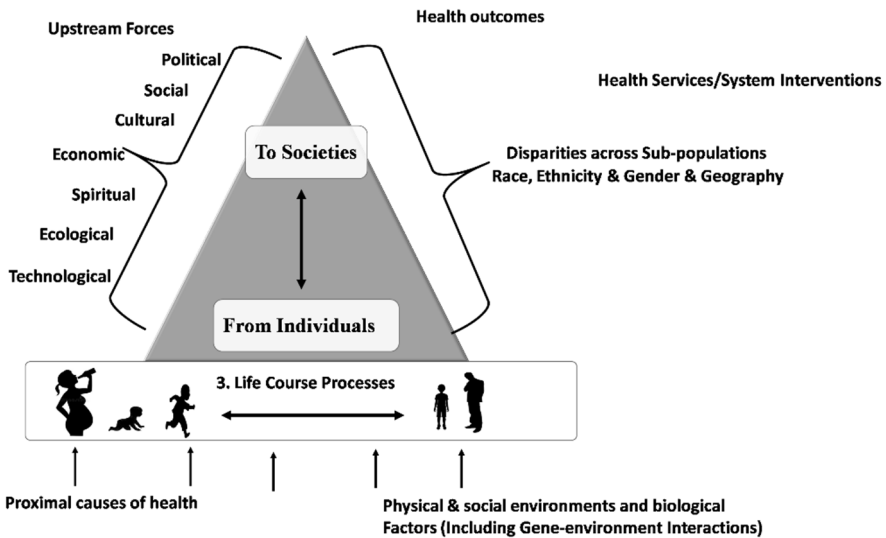 Health outcomes
Upstream Forces
Political
Health Services/System Interventions
Social
Cultural
To Societies
Economic
Disparities across Sub-populations
Race, Ethnicity & Gender & Geography
Spiritual
Ecological
Technological
From Individuals
3. Life Course Processes
Proximal causes of health
Physical & social environments and biological
Factors (Including Gene-environment Interactions)